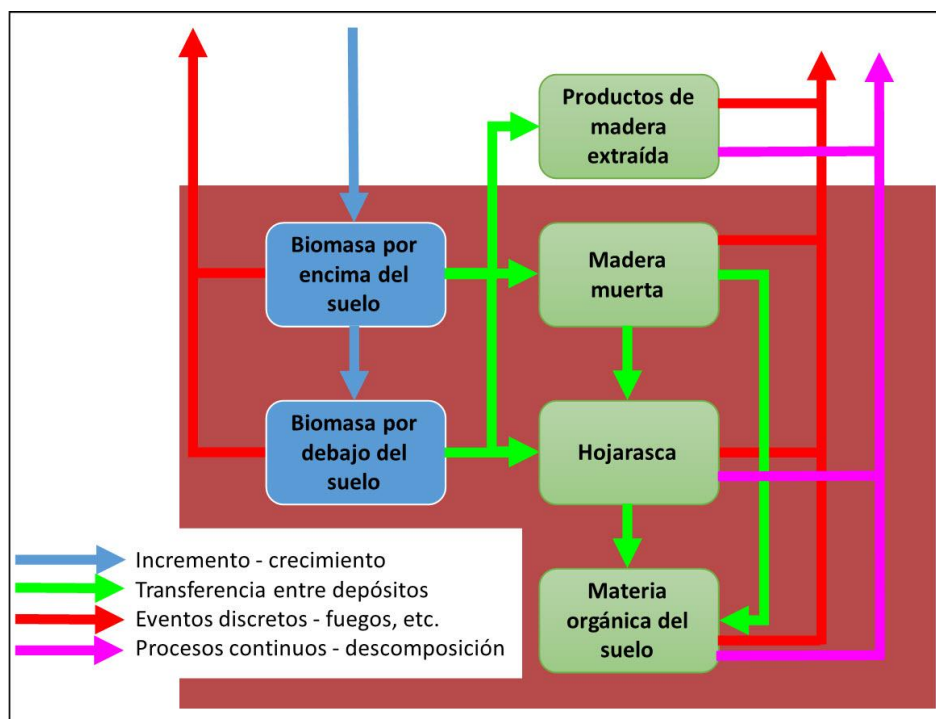 Productos de
madera
extraída
Biomasa por
encima del
suelo
Madera
muerta
Biomasa por
debajo del
suelo
Hojarasca
Materia
orgánica del
suelo
Incremento - crecimiento
Transferencia entre depósitos
Eventos discretos - fuegos, etc.
Procesos continuos - descomposición